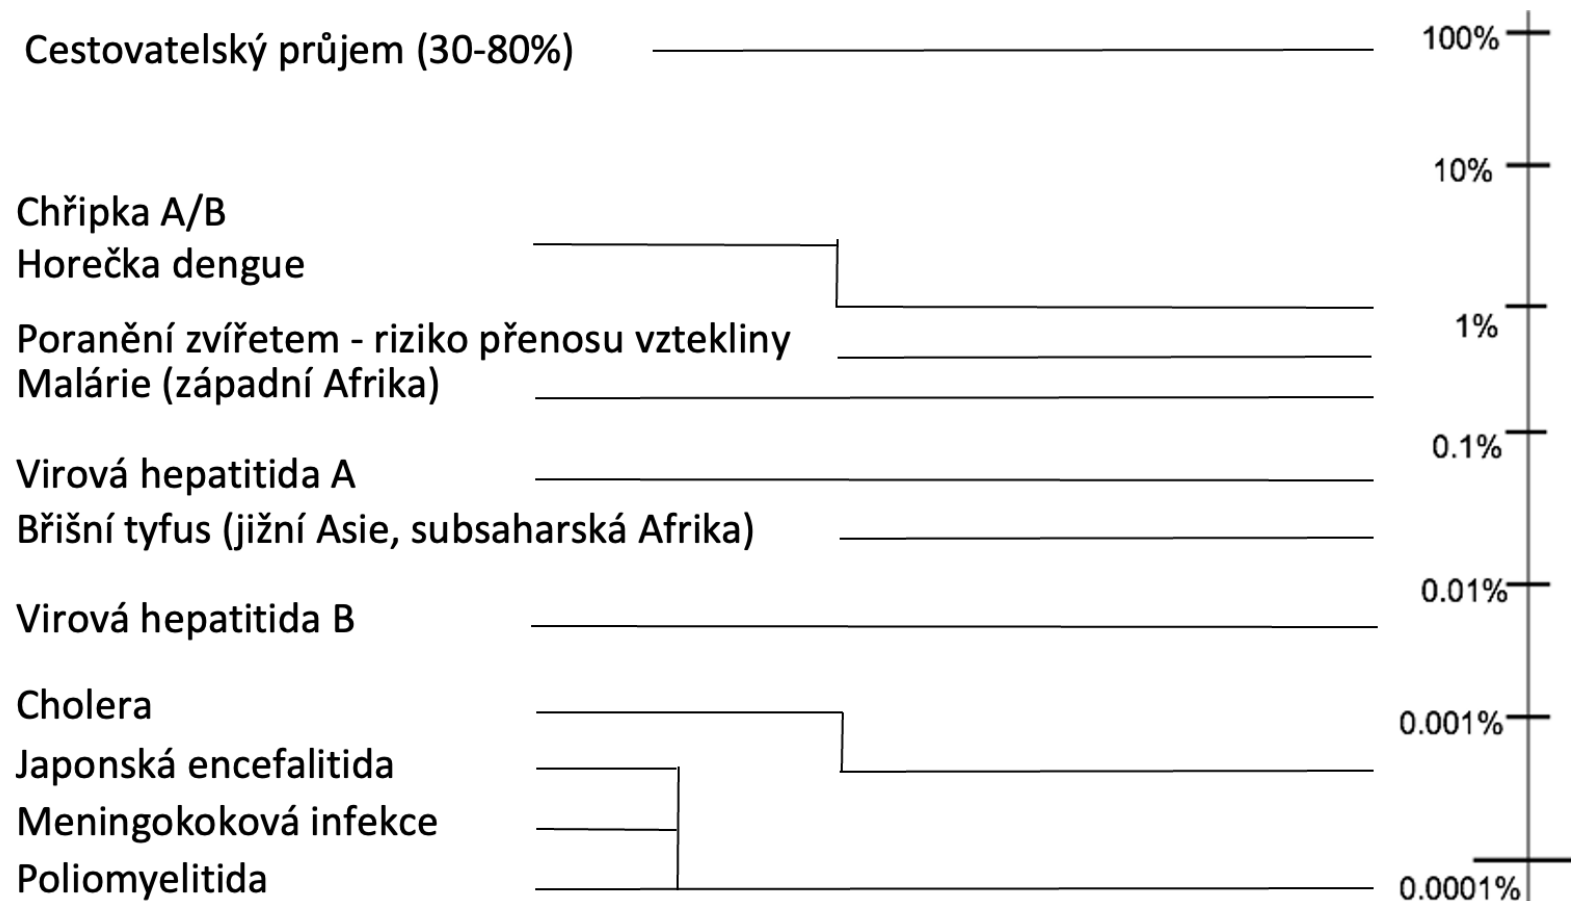 Cestovatelský průjem (30-80%)
100%
10%
Chřipka A/B
Horečka dengue
1%
Poranění zvířetem - riziko přenosu vztekliny
Malárie (západní Afrika)
0.1%
Virová hepatitida A
Břišní tyfus (jižní Asie, subsaharská Afrika)
0.01%
Virová hepatitida B
Cholera
0.001%
Japonská encefalitida
Meningokoková infekce
Poliomyelitida
0.0001%